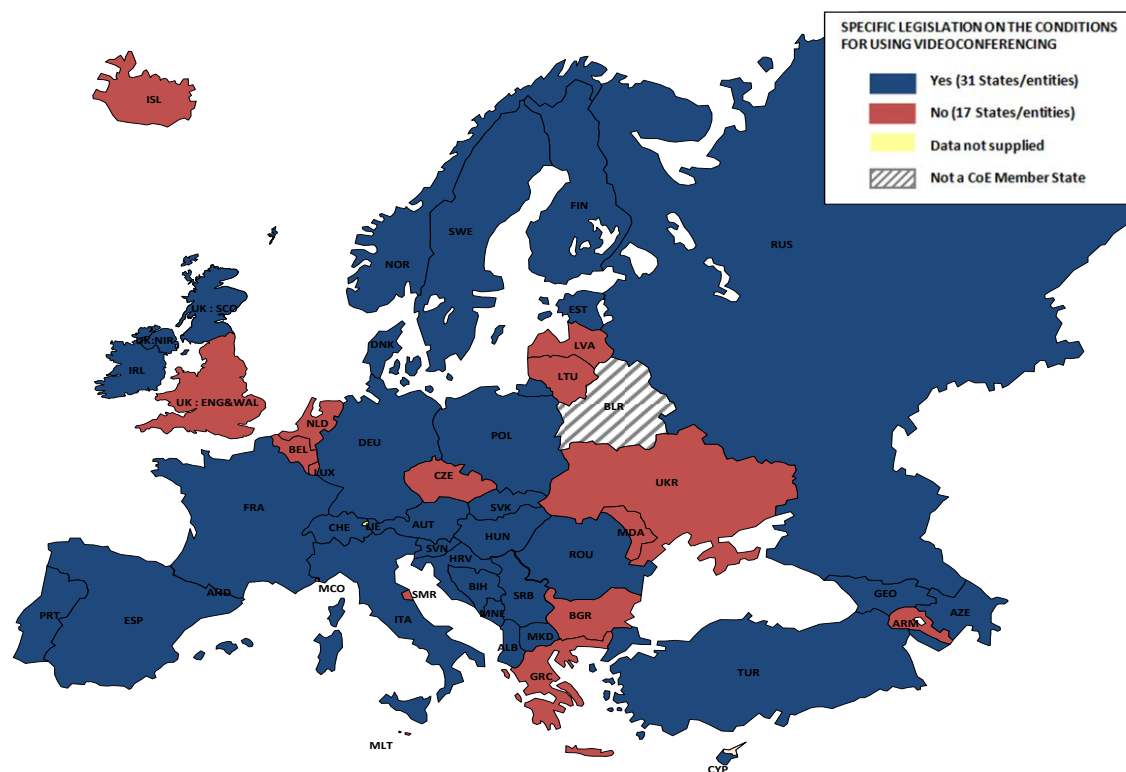 SPECIFIC LEGISLATION ON THE CONDITIONS
FOR USING VIDEOCONFERENCING
Yes (31 States/entities)
No (17 States/entities)
Data not supplied
Not a CoE Member State
ISL
FIN
SWE
RUS
NOR
UK : SCO
EST
UK:NIR
DNK
LVA
IRL
LTU
UK : ENG&WAL
BLR
NLD
POL
DEU
BEL
LUX
CZE
UKR
FRA
SVK
CHE
LIE
AUT
MDA
HUN
SVN
ROU
HRV
AND
MCO
BIH
SMR
SRB
GEO
PRT
ESP
ITA
MNE
BGR
AZE
ARM
MKD
ALB
GRC
TUR
MLT
CYP